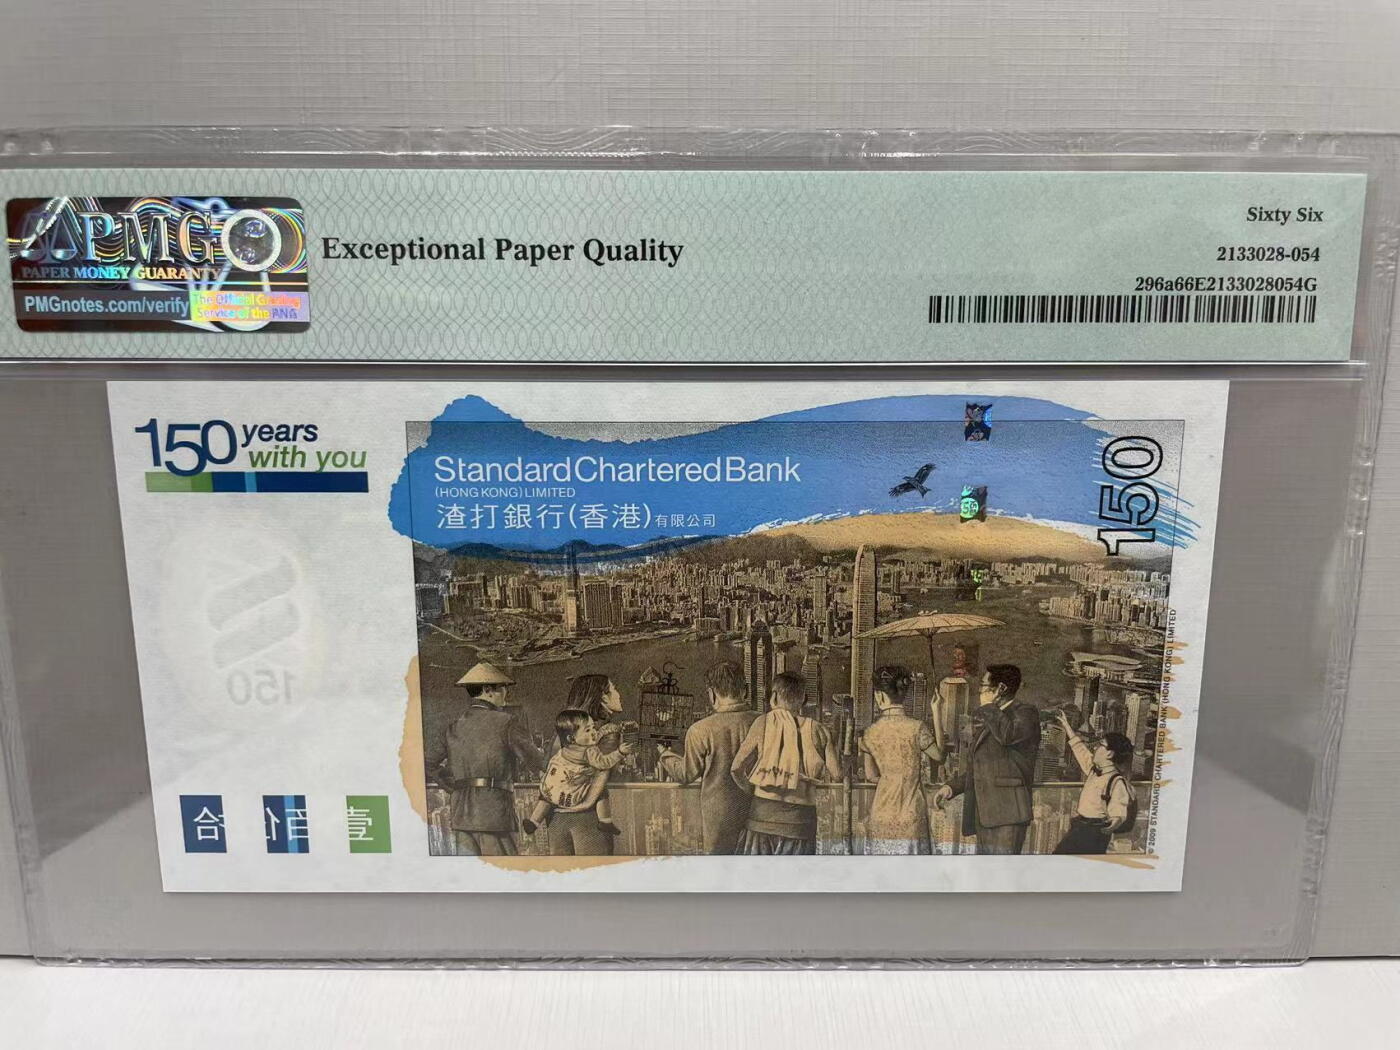 PMG
PAPER MONEY GUARANTY
PMGnotes.com/verify
The Official Grading
Service of the PNG
Exceptional Paper Quality
Sixty Six
2133028-054
296a66E2133028054G
150 years
with you
Standard Chartered Bank
(HONG KONG) LIMITED
渣打銀行(香港)有限公司
150
150
© 2009 STANDARD CHARTERED BANK (HONG KONG) LIMITED